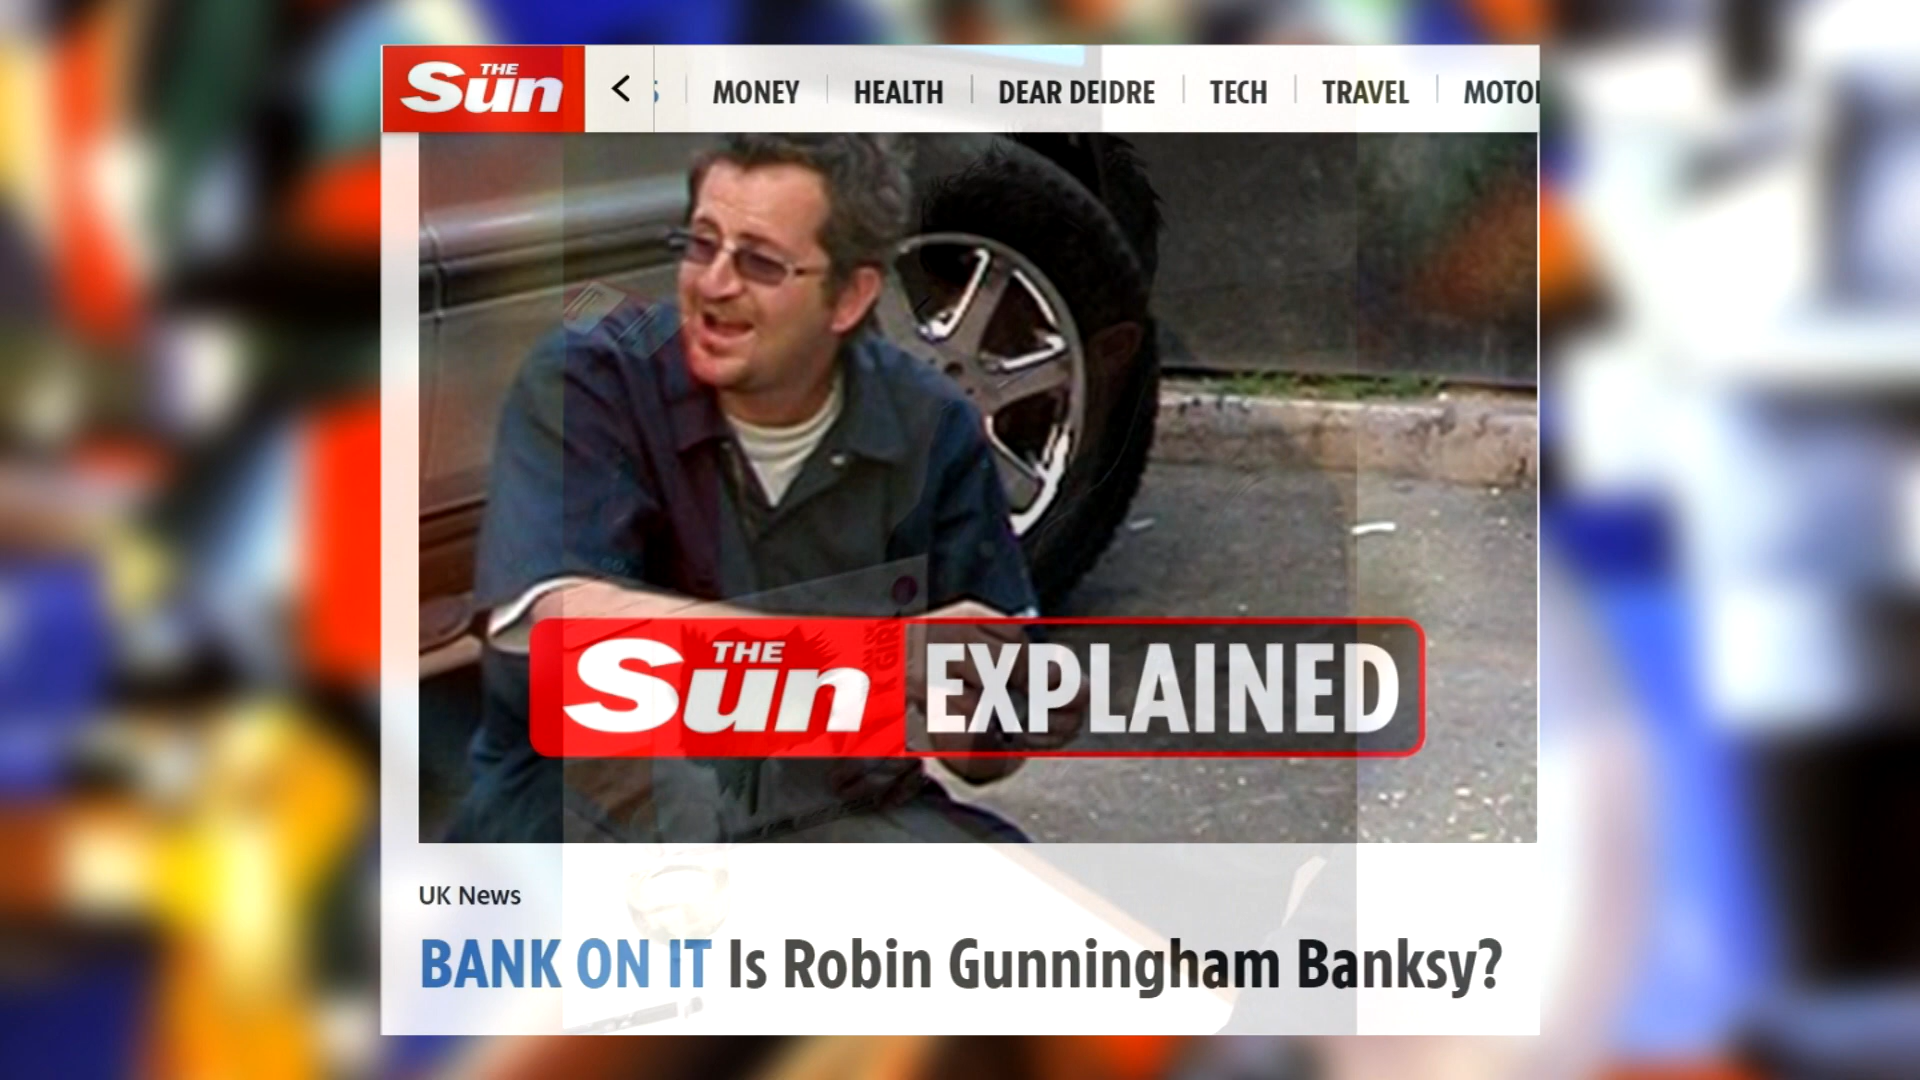 THE Sun
MONEY HEALTH DEAR DEIDRE TECH TRAVEL MOTO
THE Sun EXPLAINED
UK News
BANK ON IT Is Robin Gunningham Banksy?